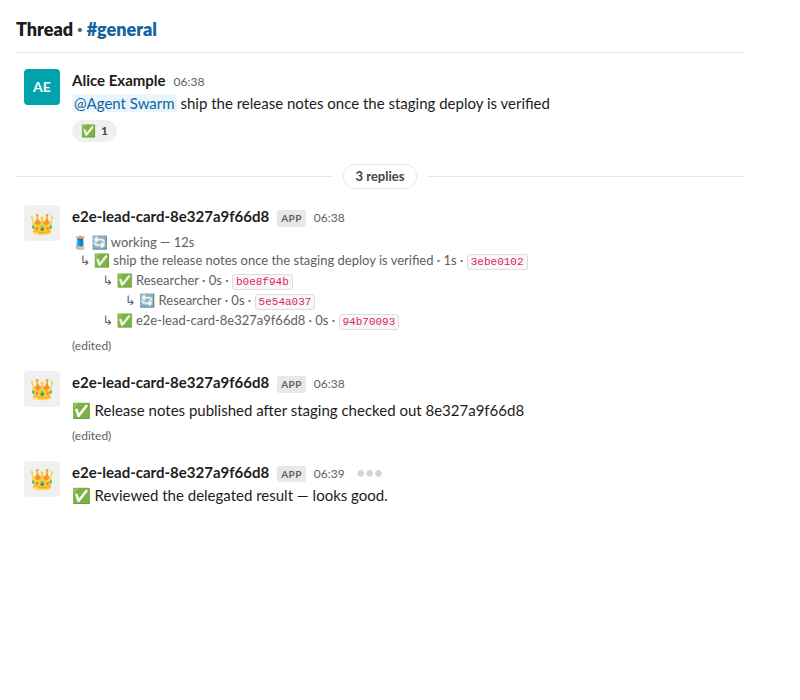 Thread • #general
AE
Alice Example 06:38
@Agent Swarm ship the release notes once the staging deploy is verified
✅ 1
3 replies
e2e-lead-card-8e327a9f66d8 APP 06:38
🧵 🔄 working — 12s
↳ ✅ ship the release notes once the staging deploy is verified · 1s · 3ebe0102
↳ ✅ Researcher · 0s · b0e8f94b
↳ 🔄 Researcher · 0s · 5e54a037
↳ ✅ e2e-lead-card-8e327a9f66d8 · 0s · 94b70093
(edited)
e2e-lead-card-8e327a9f66d8 APP 06:38
✅ Release notes published after staging checked out 8e327a9f66d8
(edited)
e2e-lead-card-8e327a9f66d8 APP 06:39
✅ Reviewed the delegated result — looks good.